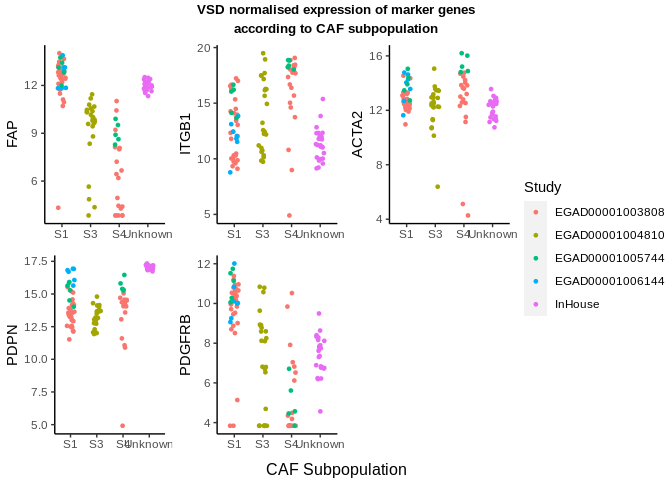 VSD normalised expression of marker genes
according to CAF subpopulation
FAP
12
9
6
S1 S3 S4 Unknown
ITGB1
20
15
10
5
S1 S3 S4 Unknown
ACTA2
16
12
8
4
S1 S3 S4 Unknown
Study
EGAD00001003808
EGAD00001004810
EGAD00001005744
EGAD00001006144
InHouse
PDPN
17.5
15.0
12.5
10.0
7.5
5.0
S1 S3 S4 Unknown
PDGFRB
12
10
8
6
4
S1 S3 S4 Unknown
CAF Subpopulation